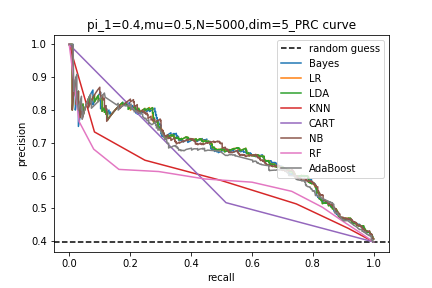 pi_1=0.4,mu=0.5,N=5000,dim=5_PRC curve
1.0
0.9
0.8
0.7
0.6
0.5
0.4
precision
random guess
Bayes
LR
LDA
KNN
CART
NB
RF
AdaBoost
0.0 0.2 0.4 0.6 0.8 1.0
recall